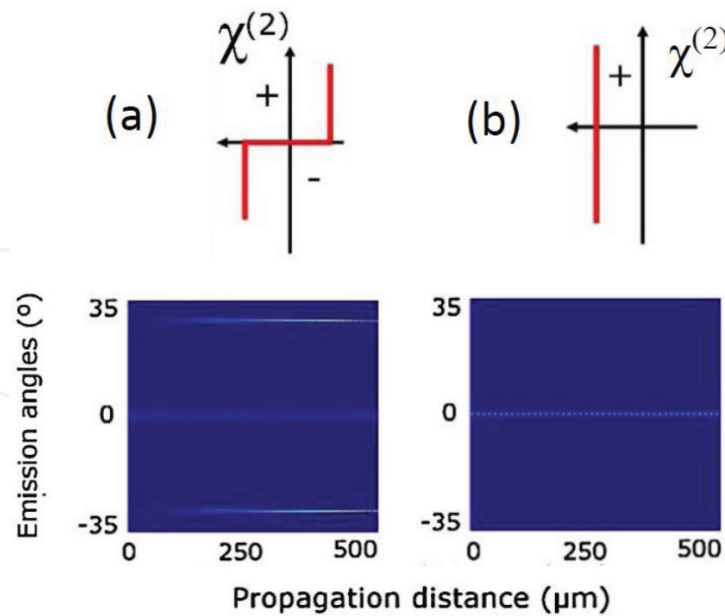 χ(2)
χ(2)
(a)
+
-
(b)
+
Emission angles (º)
35
0
-35
0
250
500
35
0
-35
0
250
500
Propagation distance (µm)